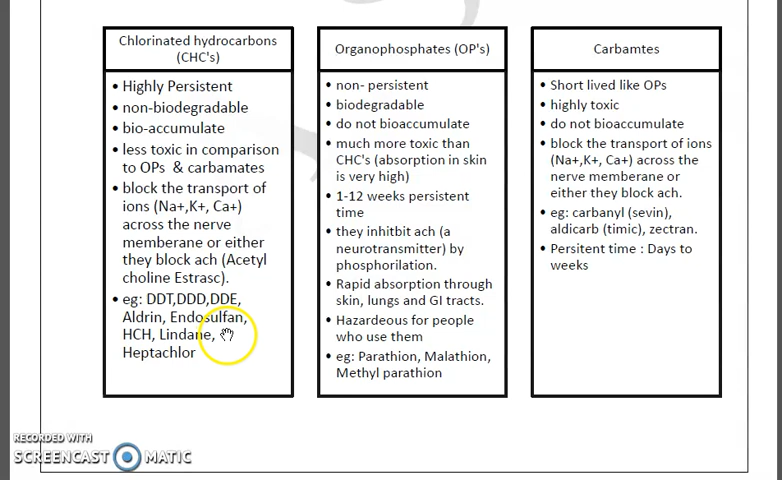 Chlorinated hydrocarbons
(CHC's)
• Highly Persistent
• non-biodegradable
• bio-accumulate
• less toxic in comparison
to OPs & carbamates
• block the transport of
ions (Na+,K+, Ca+)
across the nerve
memberane or either
they block ach (Acetyl
choline Estrasc).
• eg: DDT,DDD,DDE,
Aldrin, Endosulfan,
HCH, Lindane,
Heptachlor
Organophosphates (OP's)
• non- persistent
• biodegradable
• do not bioaccumulate
• much more toxic than
CHC's (absorption in skin
is very high)
• 1-12 weeks persistent
time
• they inhitbit ach (a
neurotransmitter) by
phosphorilation.
• Rapid absorption through
skin, lungs and GI tracts.
• Hazardeous for people
who use them
• eg: Parathion, Malathion,
Methyl parathion
Carbamtes
• Short lived like OPs
• highly toxic
• do not bioaccumulate
• block the transport of ions
(Na+,K+, Ca+) across the
nerve memberane or
either they block ach.
• eg: carbanyl (sevin),
aldicarb (timic), zectran.
• Persitent time : Days to
weeks
RECORDED WITH
SCREENCAST MATIC